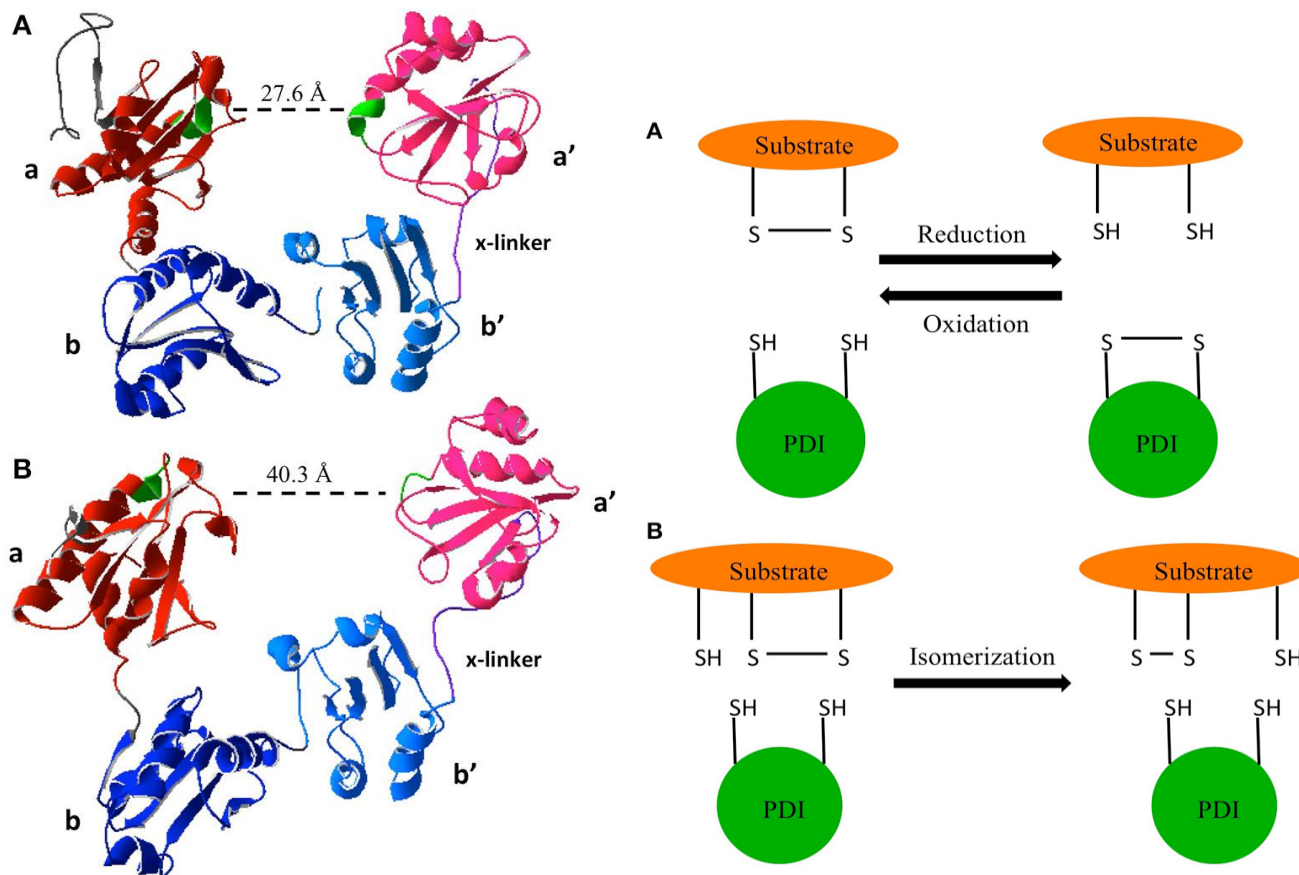 A
27.6 Å
a
a’
x-linker
b
b’
B
40.3 Å
a
a’
x-linker
b
b’
A
Substrate
Substrate
S
S
SH
SH
Reduction
Oxidation
SH
SH
S
S
PDI
PDI
B
Substrate
Substrate
SH
S
S
Isomerization
S
S
SH
SH
SH
SH
SH
PDI
PDI